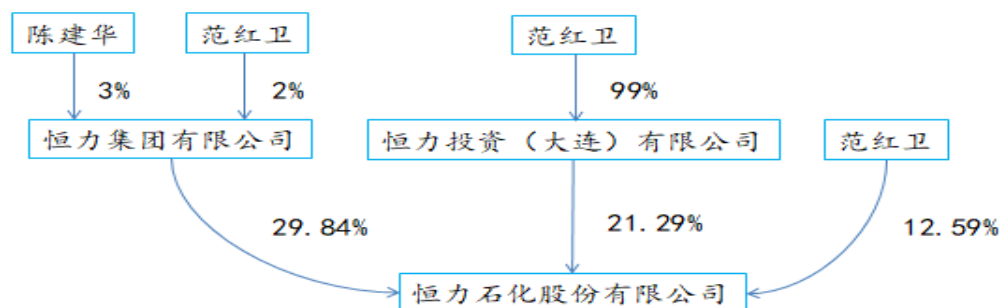 陈建华
范红卫
范红卫
3%
2%
99%
恒力集团有限公司
恒力投资（大连）有限公司
范红卫
29.84%
21.29%
12.59%
恒力石化股份有限公司